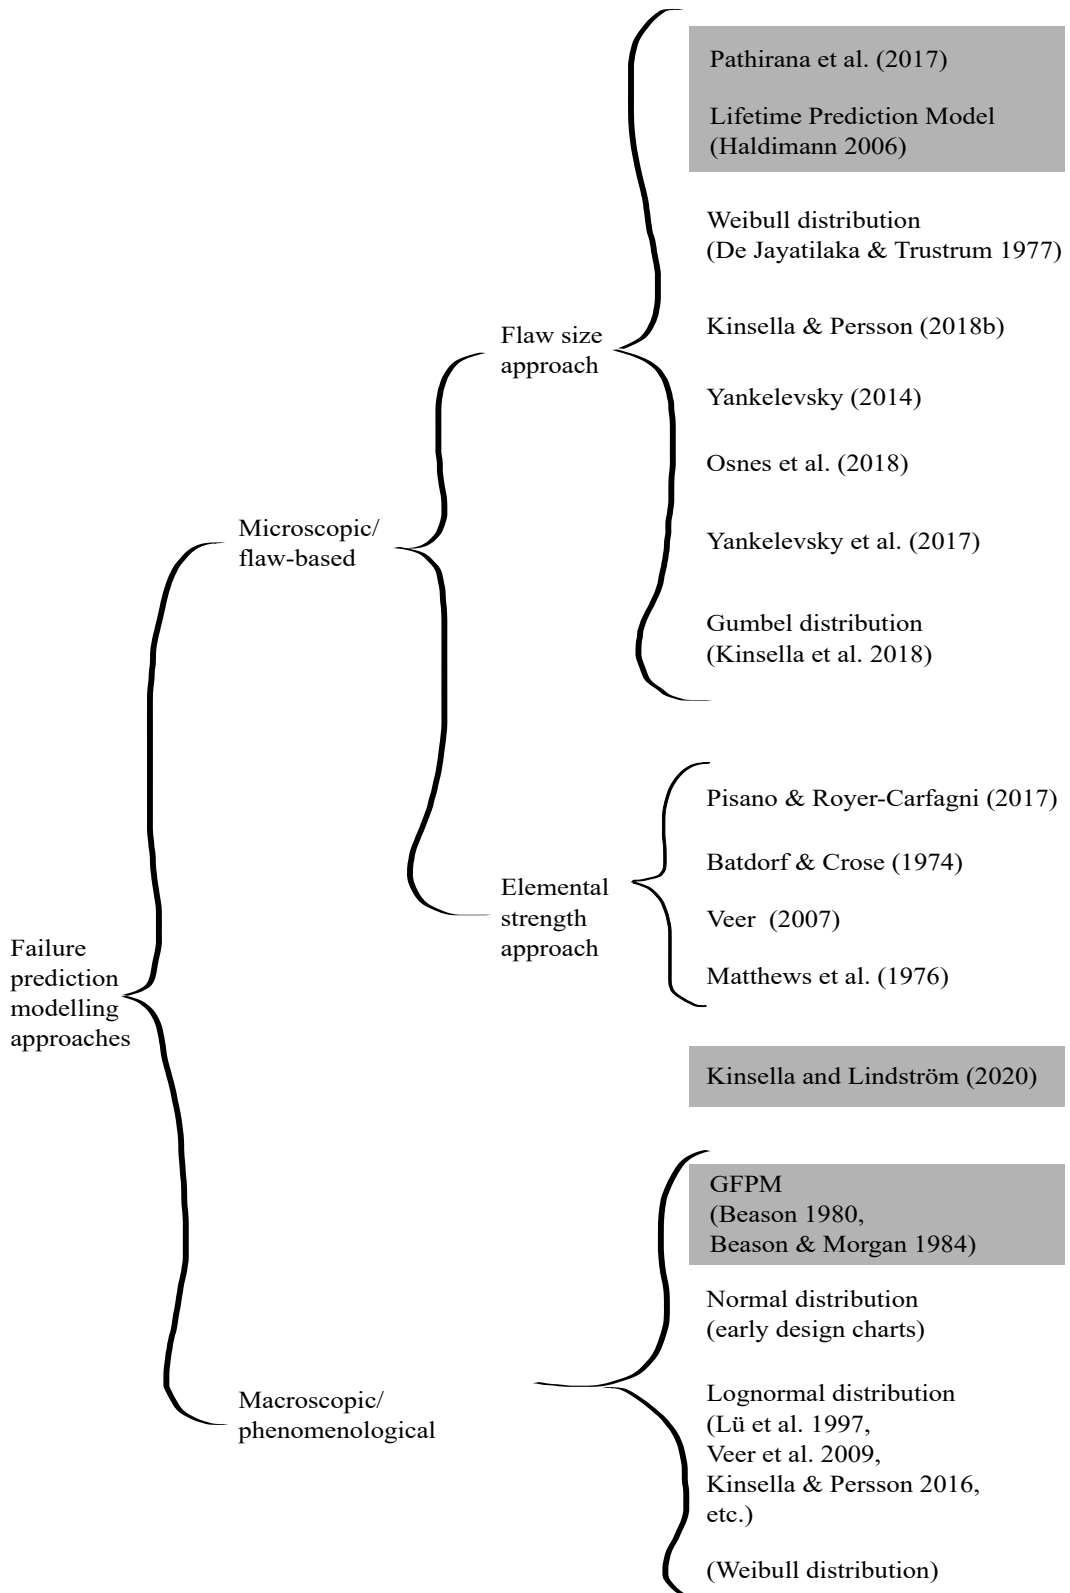 Failure
prediction
modelling
approaches
Microscopic/
flaw-based
Flaw size
approach
Pathirana et al. (2017)
Lifetime Prediction Model
(Haldimann 2006)
Weibull distribution
(De Jayatilaka & Trustrum 1977)
Kinsella & Persson (2018b)
Yankelevsky (2014)
Osnes et al. (2018)
Yankelevsky et al. (2017)
Gumbel distribution
(Kinsella et al. 2018)
Elemental
strength
approach
Pisano & Royer-Carfagni (2017)
Batdorf & Crose (1974)
Veer  (2007)
Matthews et al. (1976)
Kinsella and Lindström (2020)
Macroscopic/
phenomenological
GFPM
(Beason 1980,
Beason & Morgan 1984)
Normal distribution
(early design charts)
Lognormal distribution
(Lü et al. 1997,
Veer et al. 2009,
Kinsella & Persson 2016,
etc.)
(Weibull distribution)